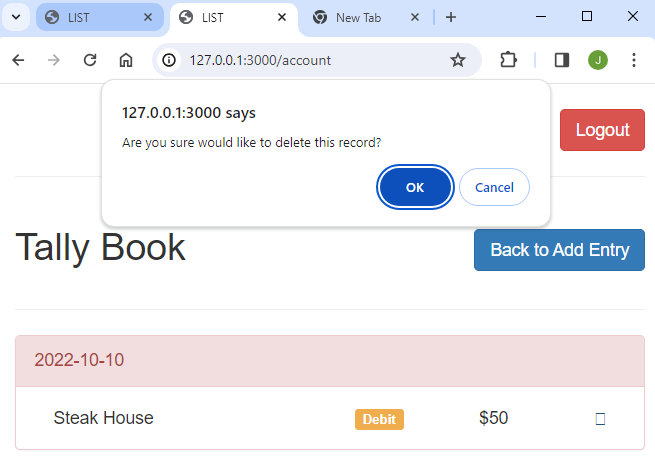 LIST
LIST
New Tab
127.0.0.1:3000/account
J
127.0.0.1:3000 says
Are you sure would like to delete this record?
OK
Cancel
Logout
Tally Book
Back to Add Entry
2022-10-10
Steak House Debit $50